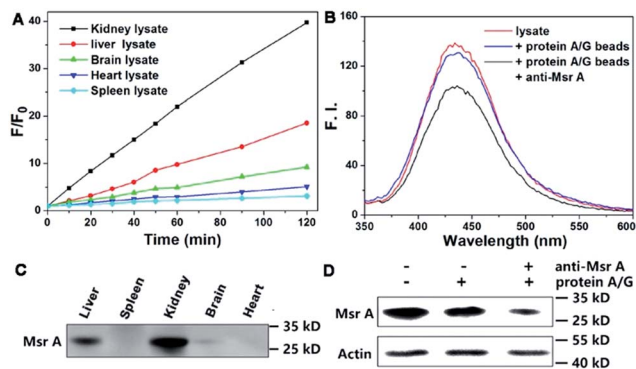 A
Kidney lysate
liver lysate
Brain lysate
Heart lysate
Spleen lysate
F/F0
40
30
20
10
0
0 20 40 60 80 100 120
Time (min)
B
lysate
+ protein A/G beads
+ protein A/G beads
+ anti-Msr A
F. I.
160
120
80
40
0
350 400 450 500 550 600
Wavelength (nm)
C
Liver Spleen Kidney Brain Heart
Msr A
35 kD
25 kD
D
- - + anti-Msr A
- + + protein A/G
Msr A
35 kD
25 kD
Actin
55 kD
40 kD